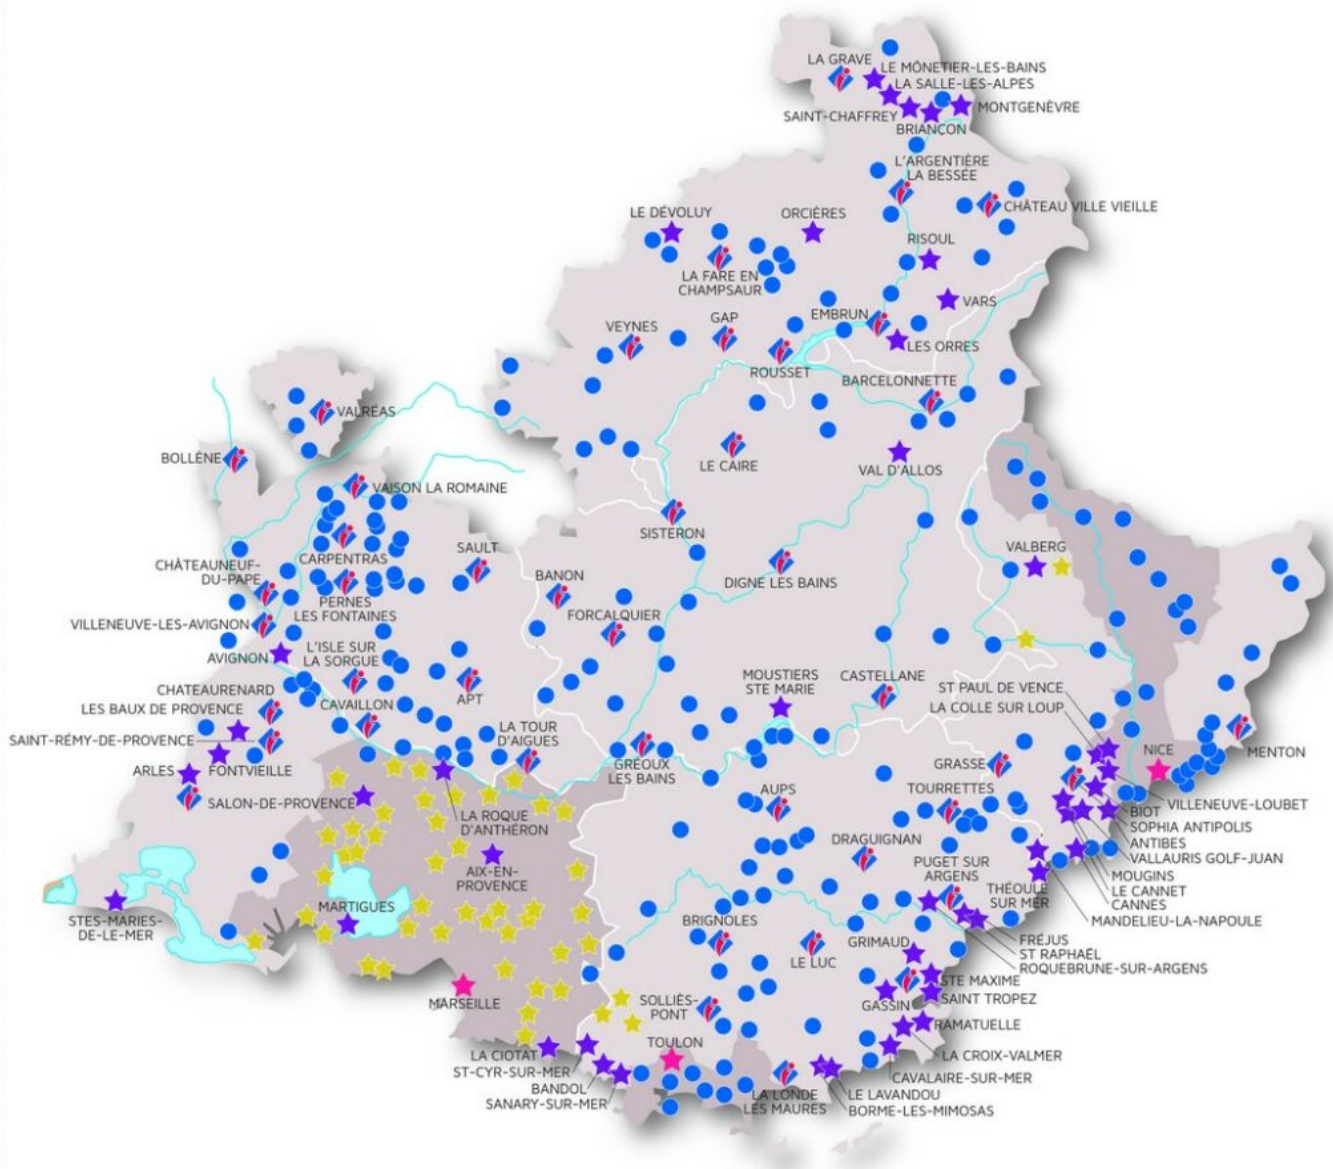 LA GRAVE
LE MÔNETIER-LES-BAINS
LA SALLE-LES-ALPES
SAINT-CHAFFREY
MONTGENÈVRE
BRIANÇON
L'ARGENTIÈRE
LA BESSÉE
CHÂTEAU VILLE VIEILLE
LE DÉVOLUY
ORCIÈRES
RISOUL
LA FARE EN
CHAMPSAUR
VARS
EMBRUN
GAP
VEYNES
LES ORRES
ROUSSET
BARCELONNETTE
VALRÉAS
BOLLÈNE
LE CAIRE
VAL D'ALLOS
VAISON LA ROMAINE
SISTERON
CARPENTRAS
SAULT
VALBERG
CHÂTEAUNEUF-
DU-PAPE
BANON
DIGNE LES BAINS
PERNES
LES FONTAINES
FORCALQUIER
VILLENEUVE-LES-AVIGNON
L'ISLE SUR
LA SORGUE
AVIGNON
MOUSTIERS
STE MARIE
CASTELLANE
ST PAUL DE VENCE
LA COLLE SUR LOUP
CHATEAURENARD
LES BAUX DE PROVENCE
CAVAILLON
APT
LA TOUR
D'AIGUES
SAINT-RÉMY-DE-PROVENCE
GRÉOUX
LES BAINS
GRASSE
NICE
MENTON
ARLES
FONTVIEILLE
SALON-DE-PROVENCE
AUPS
TOURRETTES
VILLENEUVE-LOUBET
BIOT
SOPHIA ANTIPOLIS
ANTIBES
VALLAURIS GOLF-JUAN
MOUGINS
LE CANNET
CANNES
MANDELIEU-LA-NAPOULE
LA ROQUE
D'ANTHÉRON
DRAGUIGNAN
AIX-EN-
PROVENCE
PUGET SUR
ARGENS
THÉOULE
SUR MER
MARTIGUES
STES-MARIES-
DE-LE-MER
BRIGNOLES
LE LUC
GRIMAUD
FRÉJUS
ST RAPHAËL
ROQUEBRUNE-SUR-ARGENS
STE MAXIME
SAINT TROPEZ
GASSIN
MARSEILLE
SOLLIÈS-
PONT
RAMATUELLE
TOULON
LA CIOTAT
ST-CYR-SUR-MER
BANDOL
SANARY-SUR-MER
LA CROIX-VALMER
CAVALAIRE-SUR-MER
LA LONDE
LES MAURES
LE LAVANDOU
BORME-LES-MIMOSAS